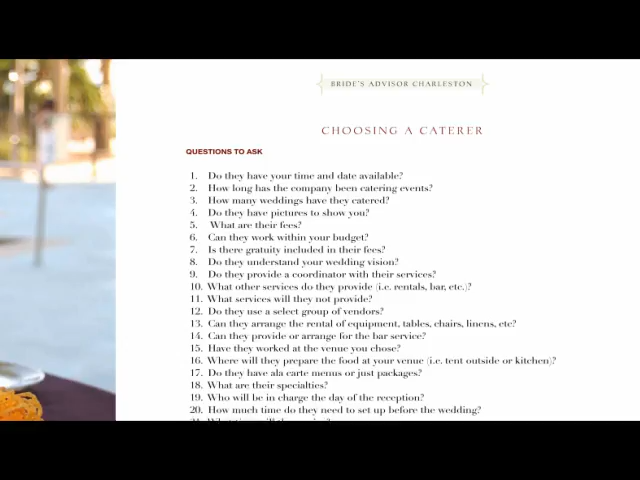 BRIDE'S ADVISOR CHARLESTON
CHOOSING A CATERER
QUESTIONS TO ASK
1. Do they have your time and date available?
2. How long has the company been catering events?
3. How many weddings have they catered?
4. Do they have pictures to show you?
5. What are their fees?
6. Can they work within your budget?
7. Is there gratuity included in their fees?
8. Do they understand your wedding vision?
9. Do they provide a coordinator with their services?
10. What other services do they provide (i.e. rentals, bar, etc.)?
11. What services will they not provide?
12. Do they use a select group of vendors?
13. Can they arrange the rental of equipment, tables, chairs, linens, etc?
14. Can they provide or arrange for the bar service?
15. Have they worked at the venue you chose?
16. Where will they prepare the food at your venue (i.e. tent outside or kitchen)?
17. Do they have ala carte menus or just packages?
18. What are their specialties?
19. Who will be in charge the day of the reception?
20. How much time do they need to set up before the wedding?